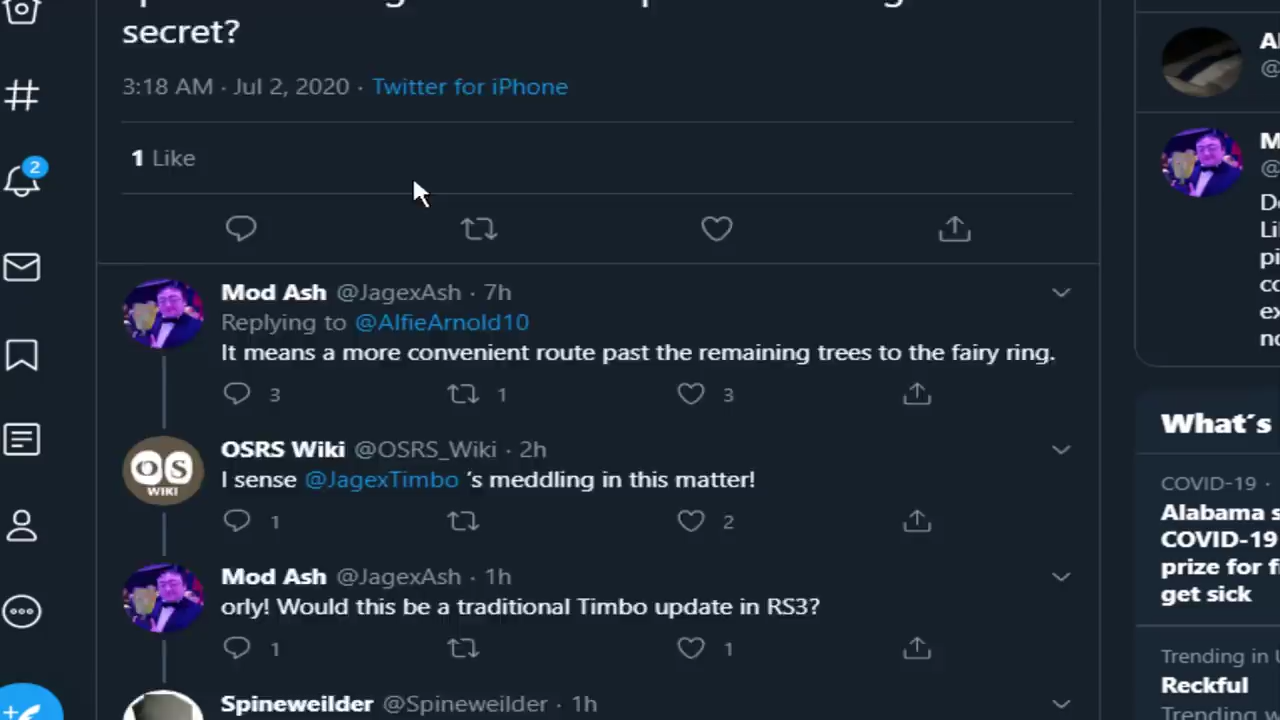 secret?
3:18 AM · Jul 2, 2020 · Twitter for iPhone
1 Like
2
Mod Ash @JagexAsh · 7h
Replying to @AlfieArnold10
It means a more convenient route past the remaining trees to the fairy ring.
3 1 3
OSRS Wiki @OSRS_Wiki · 2h
OS
WIKI
I sense @JagexTimbo 's meddling in this matter!
1 2
Mod Ash @JagexAsh · 1h
orly! Would this be a traditional Timbo update in RS3?
1 1
Spineweilder @Spineweilder · 1h
@
M
@
What's
COVID-19 ·
Alabama s
COVID-19
prize for f
get sick
Trending in
Reckful
Trending w